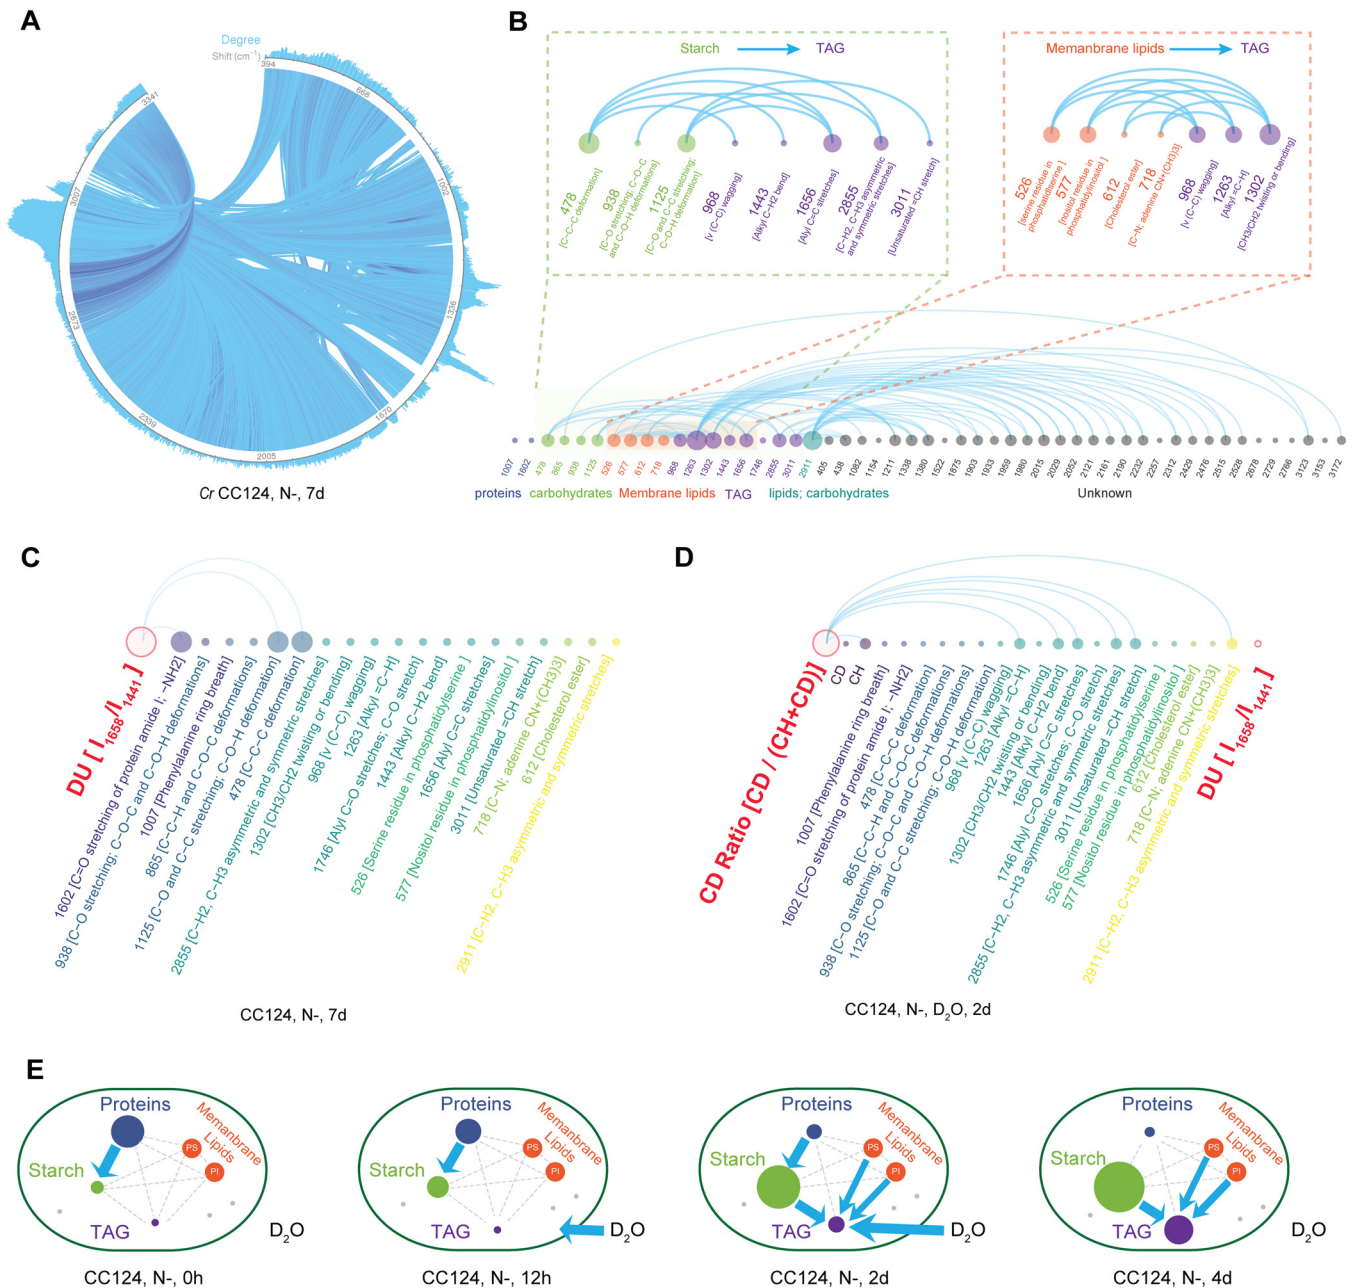 A
Degree
Shift (cm⁻¹)
394
668
1002
1336
1670
2005
2339
2673
3007
3341
Cr CC124, N-, 7d
B
Starch
TAG
478
[C−C−C deformation]
938
[C−O stretching; C−O−C
and C−O−H deformations]
1125
[C−O and C−C stretching;
C−O−H deformation]
968
[v (C−C) wagging]
1443
[Alkyl C−H2 bend]
1656
[Alyl C=C stretches]
2855
[C−H2, C−H3 asymmetric
and symmetric stretches]
3011
[Unsaturated =CH stretch]
Memanbrane lipids
TAG
526
[serine residue in
phosphatidiserine ]
577
[nositol residue in
phosphatidylinositol ]
612
[Cholesterol ester]
718
[C−N; adenine CN+(CH3)3]
968
[v (C−C) wagging]
1263
[Alkyl =C−H]
1302
[CH3/CH2 twisting or bending]
1007
1602
478
865
938
1125
526
577
612
718
968
1263
1302
1443
1656
1746
2855
3011
2911
405
438
1082
1154
1211
1338
1380
1522
1675
1903
1933
1959
1980
2015
2029
2052
2121
2161
2190
2232
2257
2312
2429
2476
2515
2528
2678
2729
2766
3123
3153
3172
proteins
carbohydrates
Membrane lipids
TAG
lipids; carbohydrates
Unknown
C
DU [ I1658/I1441 ]
1602 [C=O stretching of protein amide I; −NH2]
938 [C−O stretching; C−O−C and C−O−H deformations]
1007 [Phenylalanine ring breath]
865 [C−C−H and C−O−C deformations]
1125 [C−O and C−C stretching; C−O−H deformation]
478 [C−C−C deformation]
2855 [C−H2, C−H3 asymmetric and symmetric stretches]
1302 [CH3/CH2 twisting or bending]
968 [v (C−C) wagging]
1263 [Alkyl =C−H]
1746 [Alyl C=O stretches; C−O stretch]
1443 [Alkyl C−H2 bend]
526 [Serine residue in phosphatidylserine ]
1656 [Alyl C=C stretches]
577 [Nositol residue in phosphatidylinositol ]
3011 [Unsaturated =CH stretch]
718 [C−N; adenine CN+(CH3)3]
612 [Cholesterol ester]
2911 [C−H2, C−H3 asymmetric and symmetric stretches]
CC124, N-, 7d
D
CD Ratio [CD / (CH+CD)]
CD
CH
1007 [Phenylalanine ring breath]
1602 [C=O stretching of protein amide I; −NH2]
478 [C−C−C deformation]
865 [C−C−H and C−O−C deformations]
938 [C−O stretching; C−O−C and C−O−H deformations]
1125 [C−O and C−C stretching; C−O−H deformation]
968 [v (C−C) wagging]
1263 [Alkyl =C−H]
1302 [CH3/CH2 twisting or bending]
1443 [Alkyl C−H2 bend]
1656 [Alyl C=C stretches]
1746 [Alyl C=O stretches; C−O stretch]
2855 [C−H2, C−H3 asymmetric and symmetric stretches]
3011 [Unsaturated =CH stretch]
526 [Serine residue in phosphatidylserine ]
577 [Nositol residue in phosphatidylinositol ]
612 [Cholesterol ester]
718 [C−N; adenine CN+(CH3)3]
2911 [C−H2, C−H3 asymmetric and symmetric stretches]
DU [ I1658/I1441 ]
CC124, N-, D2O, 2d
E
Proteins
Memanbrane
Lipids
PS
PI
Starch
TAG
D2O
CC124, N-, 0h
Proteins
Memanbrane
Lipids
PS
PI
Starch
TAG
D2O
CC124, N-, 12h
Proteins
Memanbrane
Lipids
PS
PI
Starch
TAG
D2O
CC124, N-, 2d
Proteins
Memanbrane
Lipids
PS
PI
Starch
TAG
D2O
CC124, N-, 4d